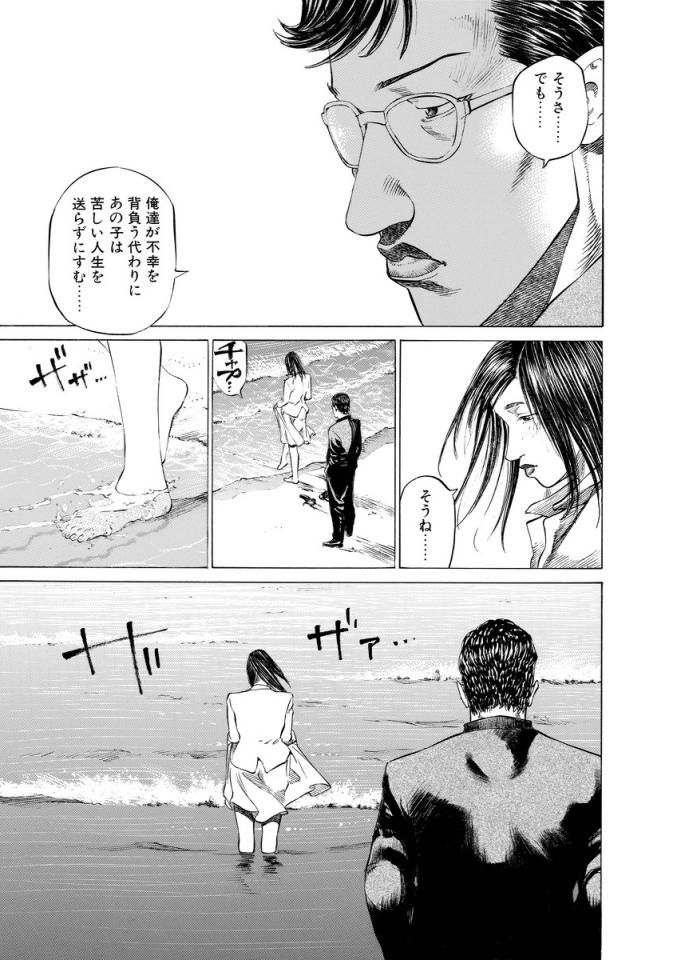 そうさ……
でも……
俺達が不幸を
背負う代わりに
あの子は
苦しい人生を
送らずにすむ……
そうね……
チャプ…
ザザ…
ザァ…
ザザ